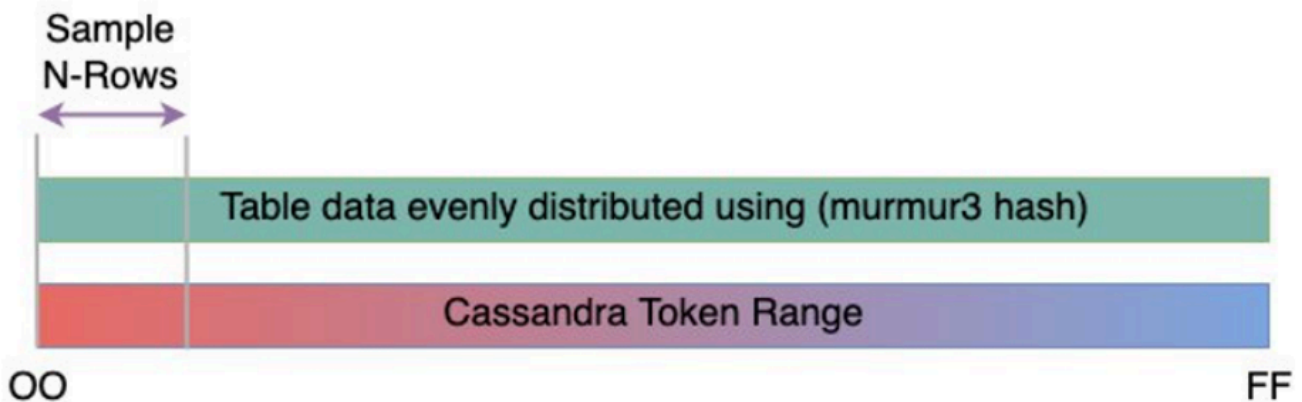 Sample
N-Rows
Table data evenly distributed using (murmur3 hash)
Cassandra Token Range
OO
FF